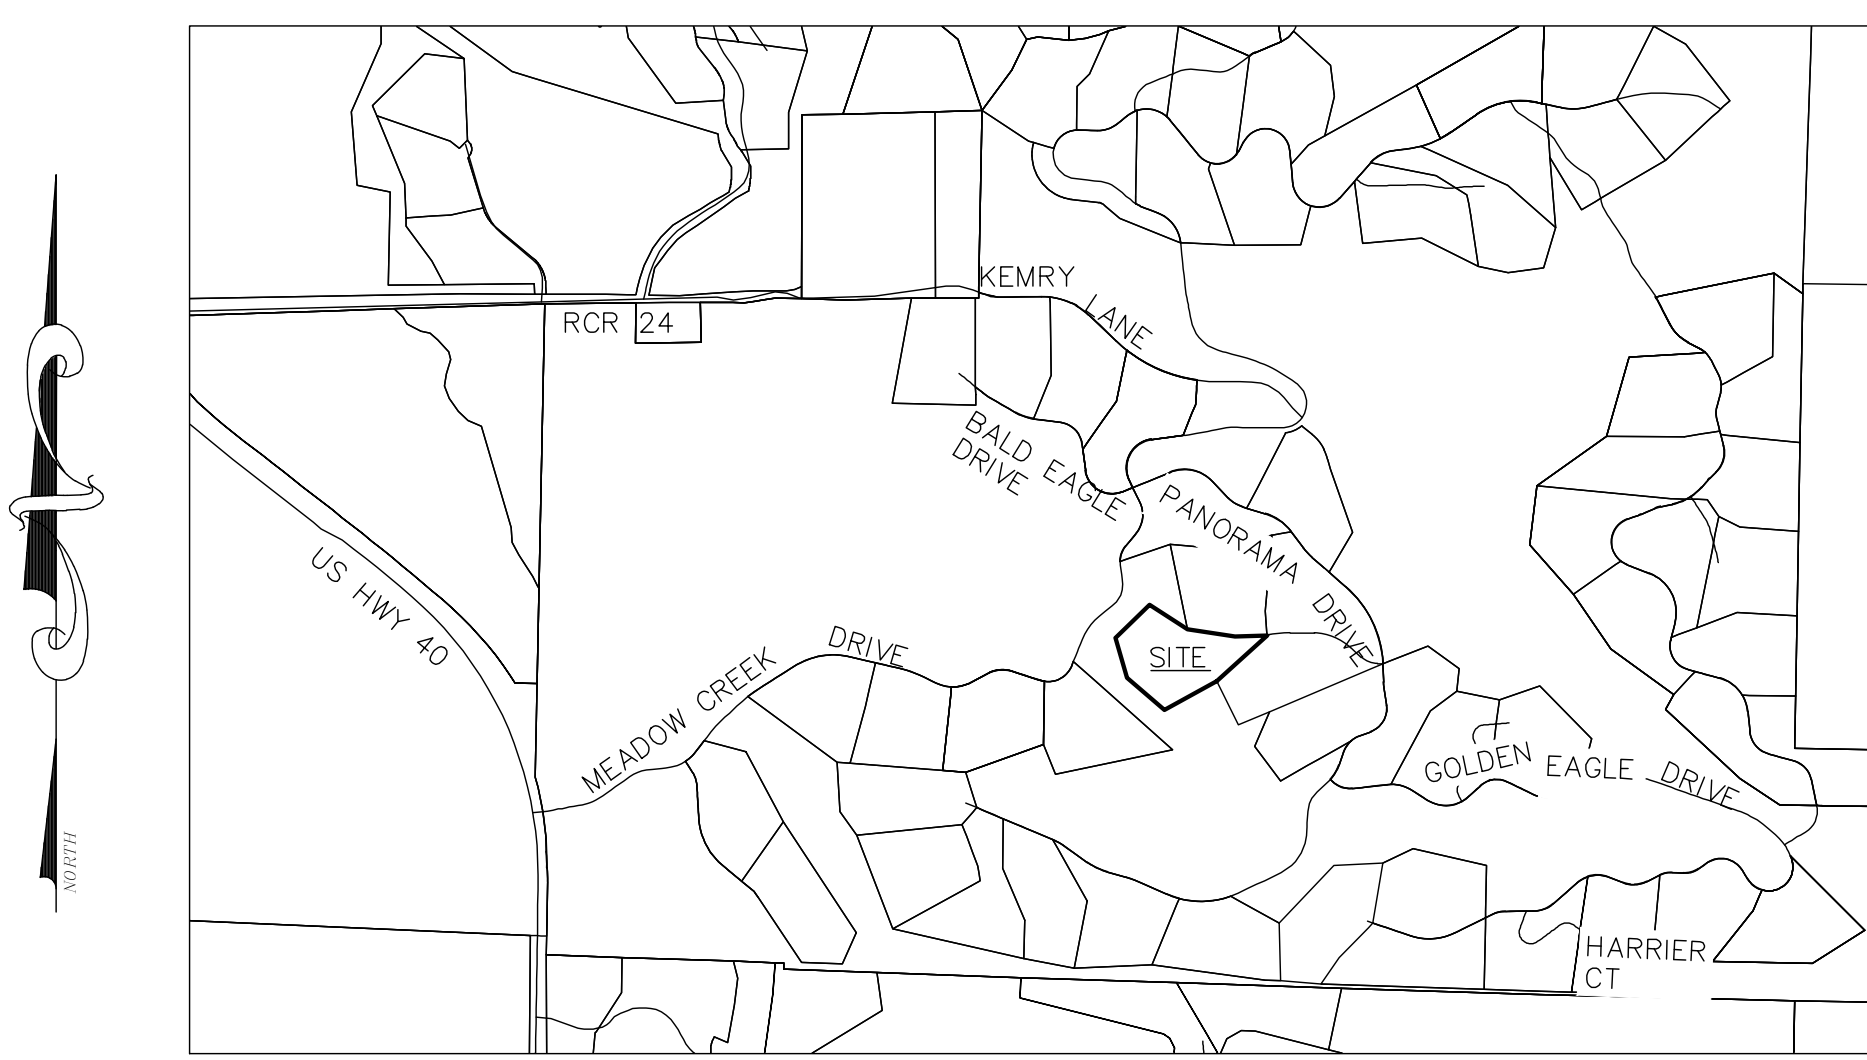 KEMRY
LANE
RCR 24
BALD EAGLE
DRIVE
PANORAMA
DRIVE
US HWY 40
SITE
DRIVE
MEADOW CREEK
GOLDEN EAGLE DRIVE
NORTH
HARRIER
CT